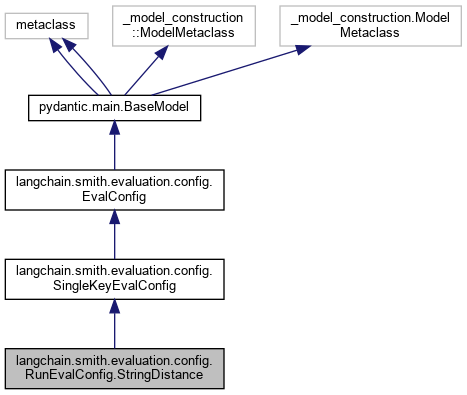 metaclass
_model_construction
::ModelMetaclass
_model_construction.Model
Metaclass
pydantic.main.BaseModel
langchain.smith.evaluation.config.
EvalConfig
langchain.smith.evaluation.config.
SingleKeyEvalConfig
langchain.smith.evaluation.config.
RunEvalConfig.StringDistance